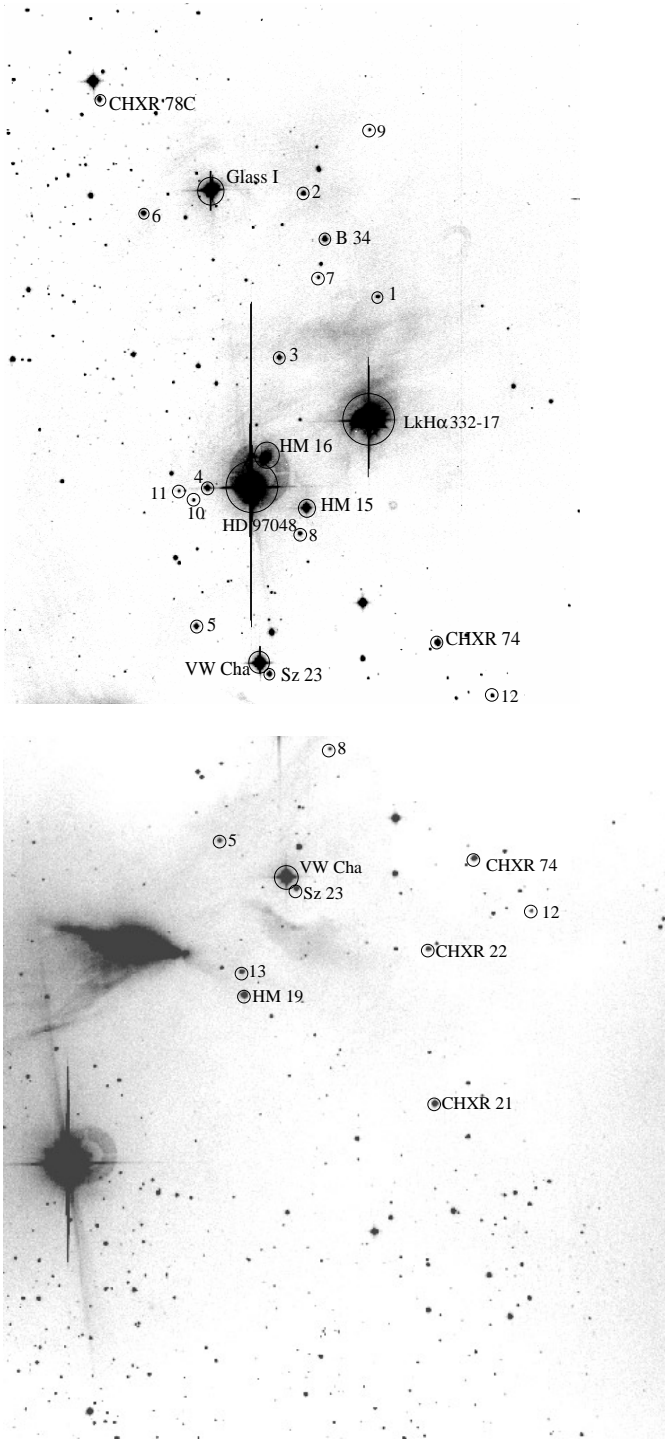 CHXR 78C
9
Glass I
2
6
B 34
7
1
3
LkHα 332-17
HM 16
4
11
10
HM 15
HD 97048
8
5
CHXR 74
VW Cha
Sz 23
12
8
5
VW Cha
CHXR 74
Sz 23
12
CHXR 22
13
HM 19
CHXR 21